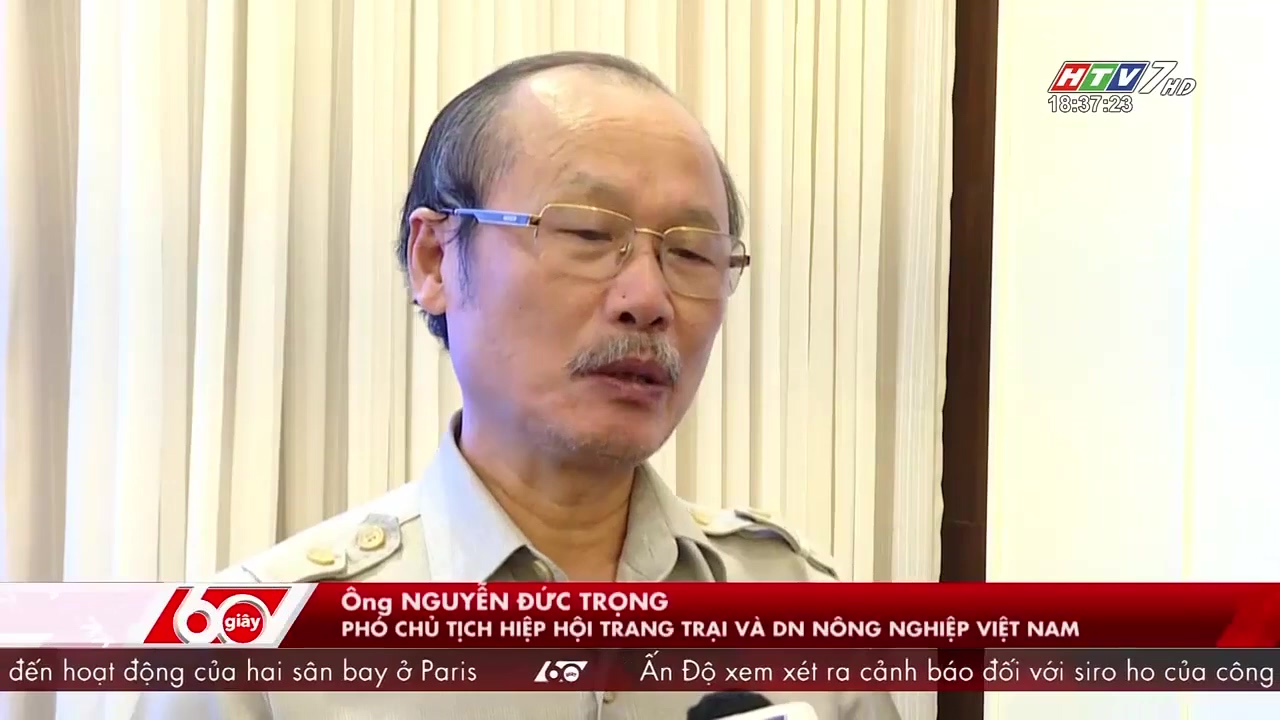 HTV7 HD
18:37:23
60 giây
Ông NGUYỄN ĐỨC TRỌNG
PHÓ CHỦ TỊCH HIỆP HỘI TRANG TRẠI VÀ DN NÔNG NGHIỆP VIỆT NAM
đến hoạt động của hai sân bay ở Paris 60 giây Ấn Độ xem xét ra cảnh báo đối với siro ho của công